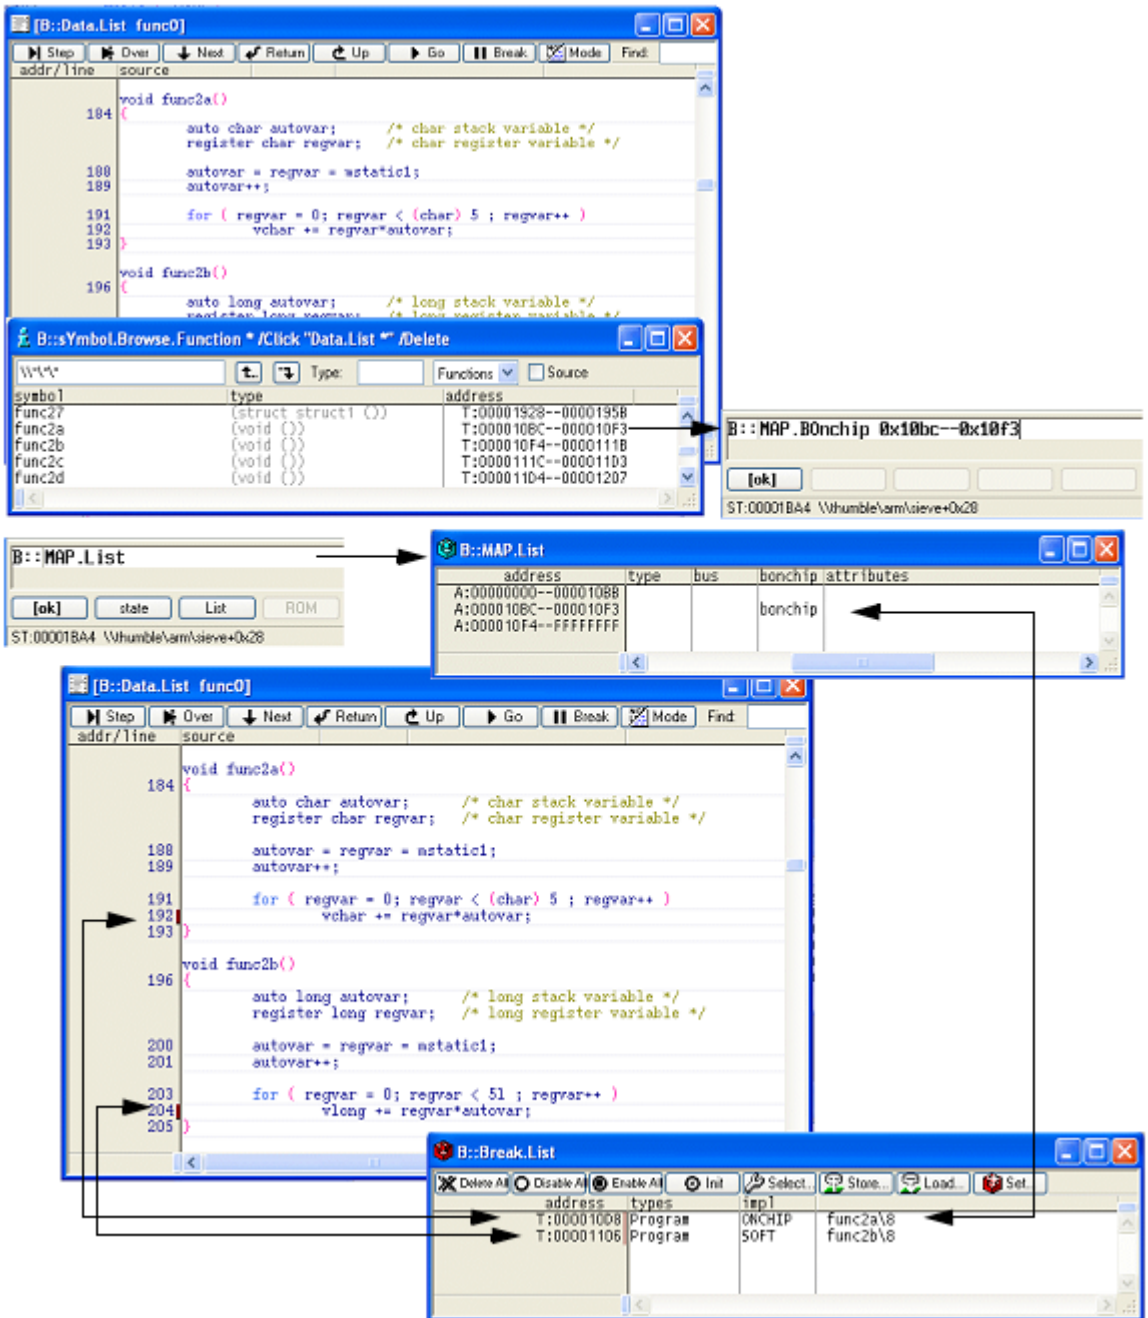 [B::Data.List func0]
Step Over Next Return Up Go Break Mode Find:
addr/line source
void func2a()
184 {
auto char autovar; /* char stack variable */
register char regvar; /* char register variable */
188 autovar = regvar = mstatic1;
189 autovar++;
191 for ( regvar = 0; regvar < (char) 5 ; regvar++ )
192 vchar += regvar*autovar;
193 }
void func2b()
196 {
auto long autovar; /* long stack variable */
register long regvar; /* long register variable */
B::sYmbol.Browse.Function * /Click "Data.List *" /Delete
\\*\*\* Type: Functions Source
symbol type address
func27 (struct struct1 ()) T:00001928--0000195B
func2a (void ()) T:000010BC--000010F3
func2b (void ()) T:000010F4--0000111B
func2c (void ()) T:0000111C--000011D3
func2d (void ()) T:000011D4--00001207
B::MAP.BOnchip 0x10bc--0x10f3
[ok]
ST:00001BA4 \\thumble\arm\sieve+0x28
B::MAP.List
[ok] state List ROM
ST:00001BA4 \\thumble\arm\sieve+0x28
B::MAP.List
address type bus bonchip attributes
A:00000000--000010BB
A:000010BC--000010F3 bonchip
A:000010F4--FFFFFFFF
[B::Data.List func0]
Step Over Next Return Up Go Break Mode Find:
addr/line source
void func2a()
184 {
auto char autovar; /* char stack variable */
register char regvar; /* char register variable */
188 autovar = regvar = mstatic1;
189 autovar++;
191 for ( regvar = 0; regvar < (char) 5 ; regvar++ )
192 vchar += regvar*autovar;
193 }
void func2b()
196 {
auto long autovar; /* long stack variable */
register long regvar; /* long register variable */
200 autovar = regvar = mstatic1;
201 autovar++;
203 for ( regvar = 0; regvar < 5l ; regvar++ )
204 vlong += regvar*autovar;
205 }
B::Break.List
Delete All Disable All Enable All Init Select... Store... Load... Set...
address types impl
T:000010D8 Program ONCHIP func2a\8
T:00001106 Program SOFT func2b\8